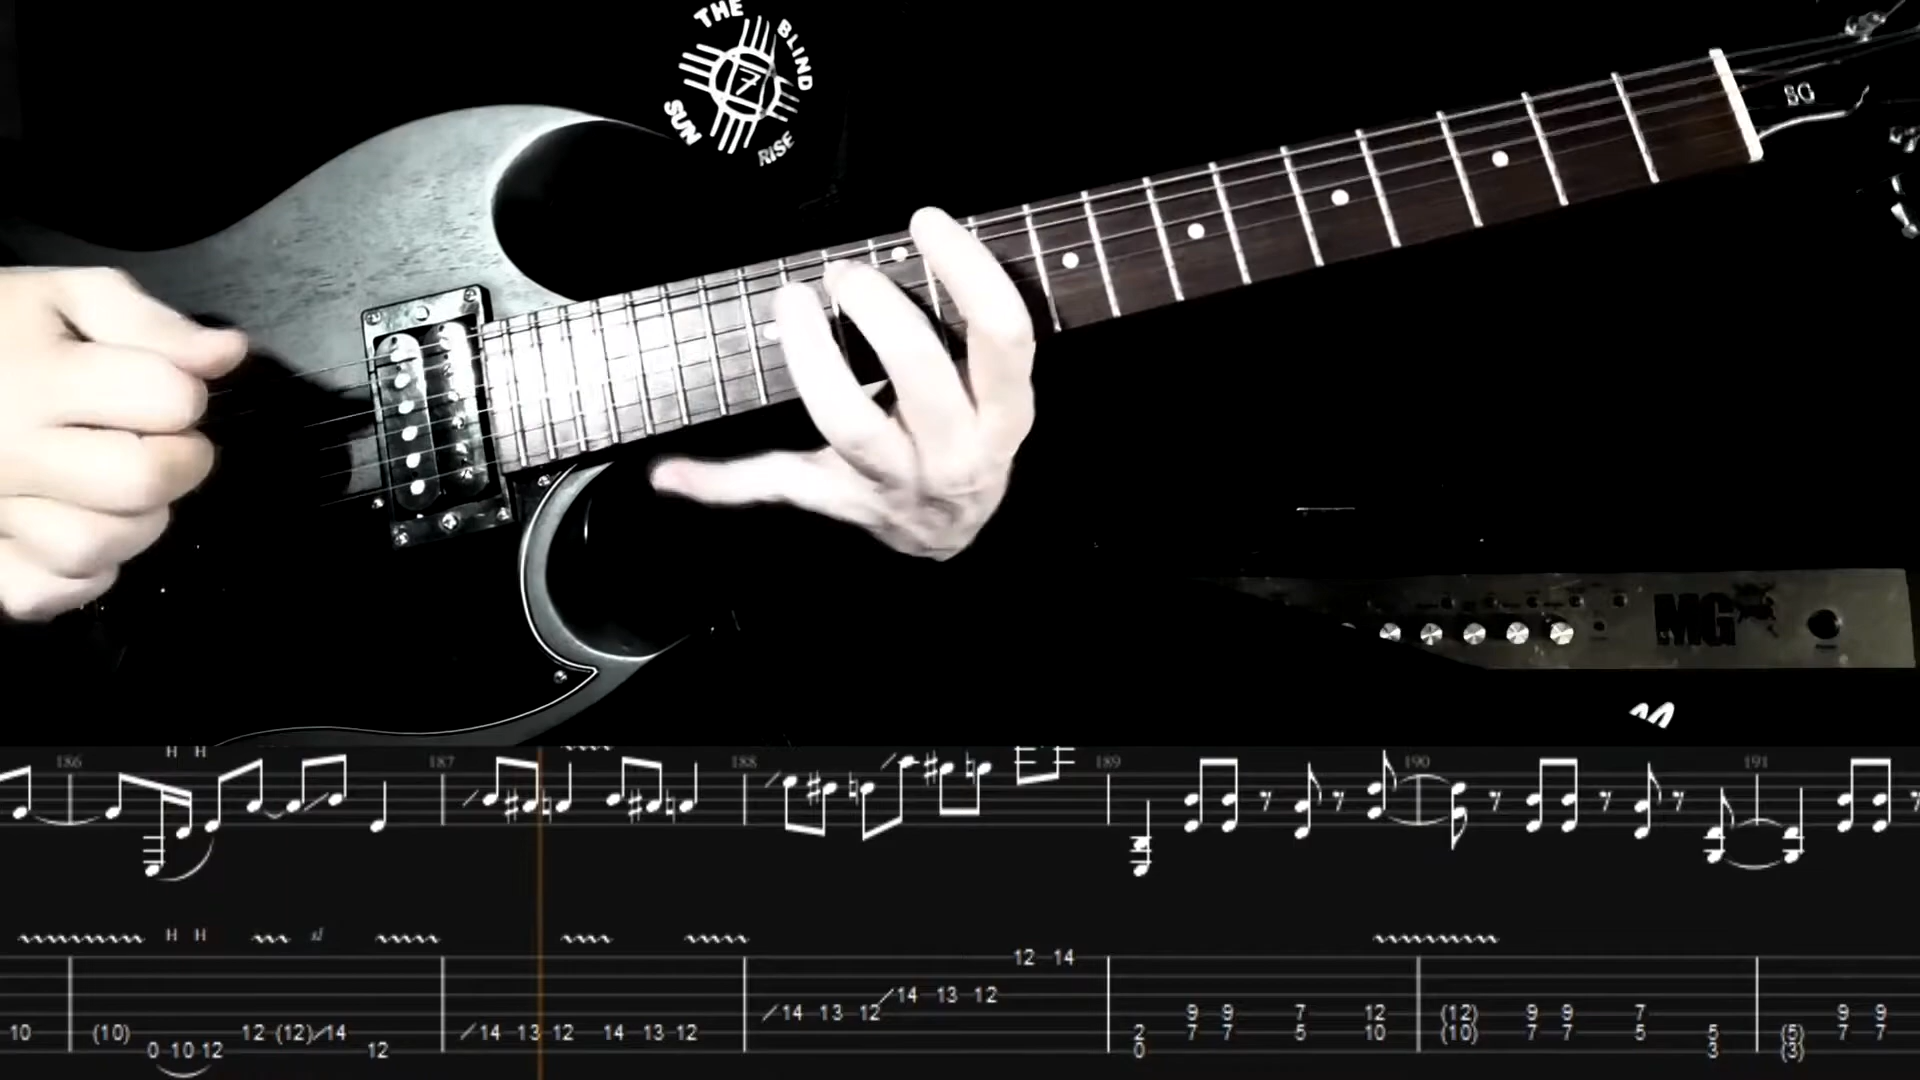 THE
BLIND
7
SUN
RISE
SG
MG
186 H H 187 188 189 190 191
H H sl
12 14
14 13 12
14 13 12 9 9 7 12 (12) 9 9 7 9 9
10 (10) 12 (12) 14 14 13 12 14 13 12 2 7 7 5 10 (10) 7 7 5 5 (5) 7 7
0 10 12 12 0 3 (3)